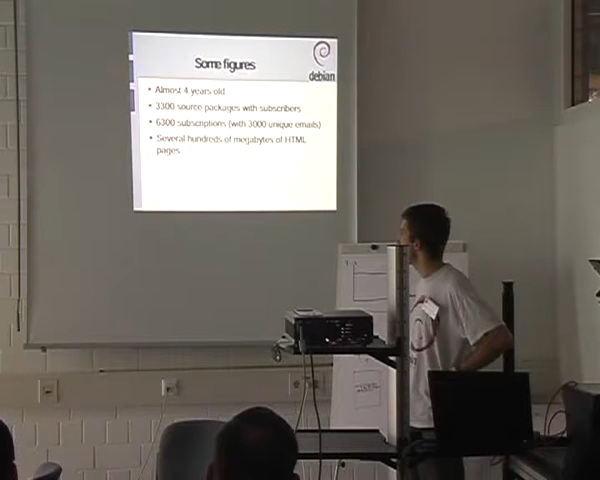 Some figures
debian
• Almost 4 years old
• 3300 source packages with subscribers
• 6300 subscriptions (with 3000 unique emails)
• Several hundreds of megabytes of HTML
pages